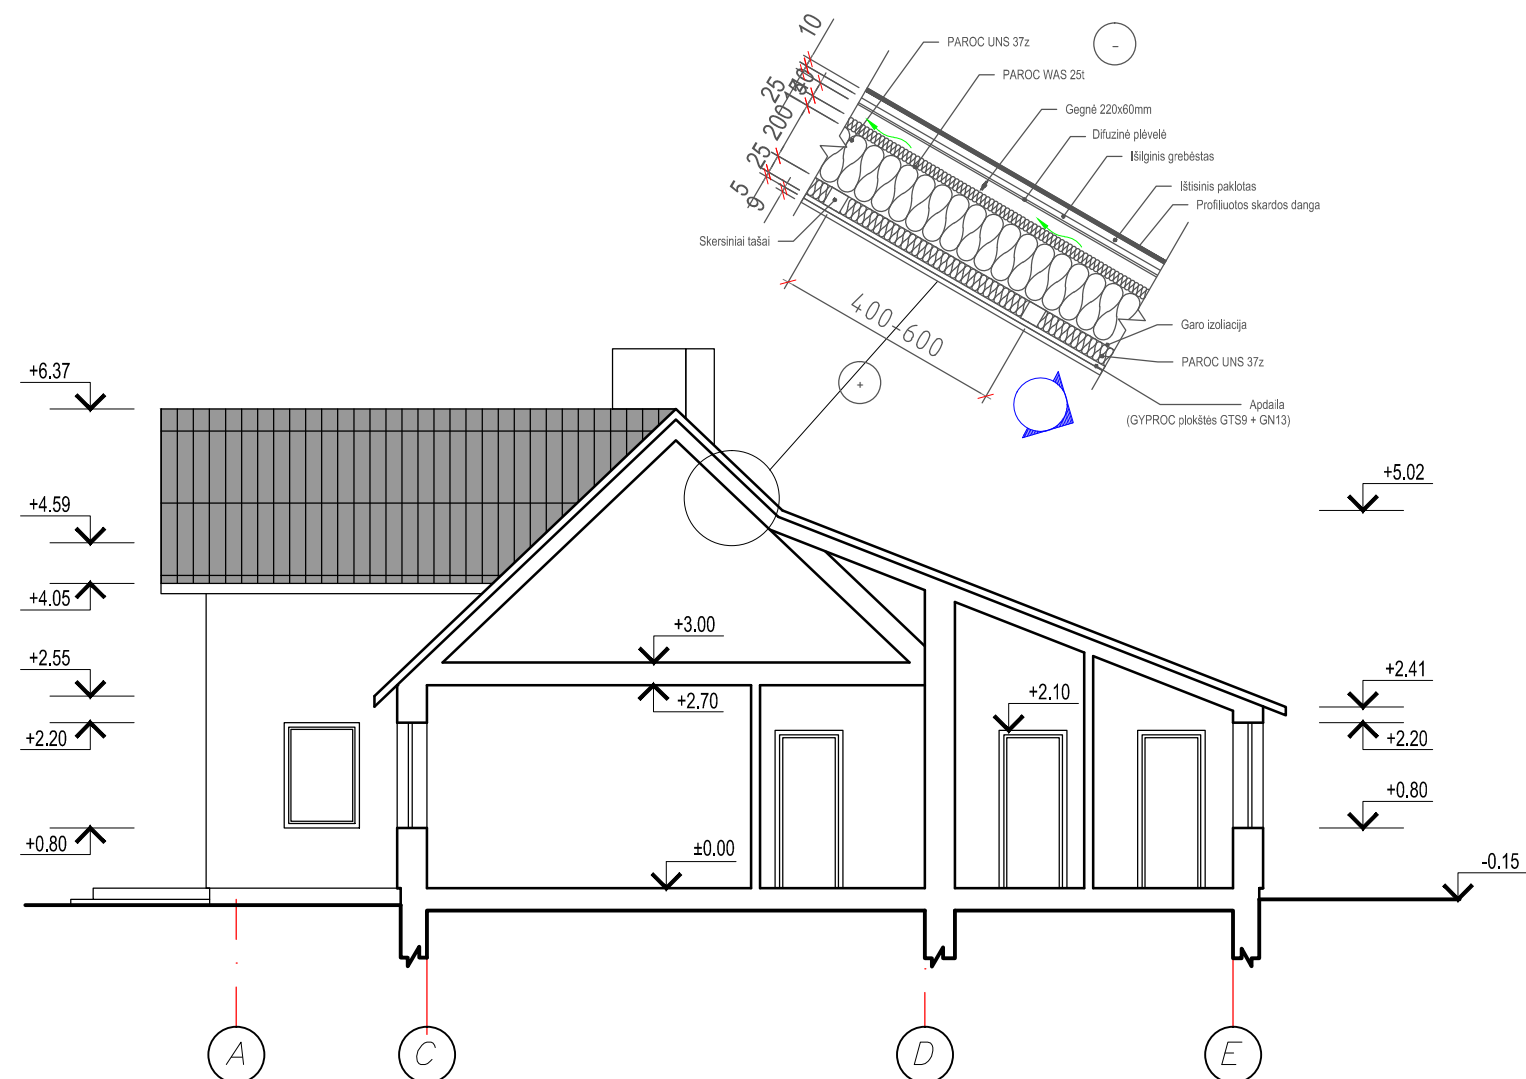 10
PAROC UNS 37z
-
PAROC WAS 25t
25
Gegnė 220x60mm
200
Difuzinė plėvelė
Išilginis grebėstas
25
Ištisinis paklotas
5
Profiliuotos skardos danga
9
Skersiniai tašai
400-600
Garo izoliacija
PAROC UNS 37z
+
Apdaila
(GYPROC plokštės GTS9 + GN13)
+6.37
+5.02
+4.59
+4.05
+3.00
+2.55
+2.41
+2.70
+2.10
+2.20
+2.20
+0.80
+0.80
±0.00
-0.15
A
C
D
E